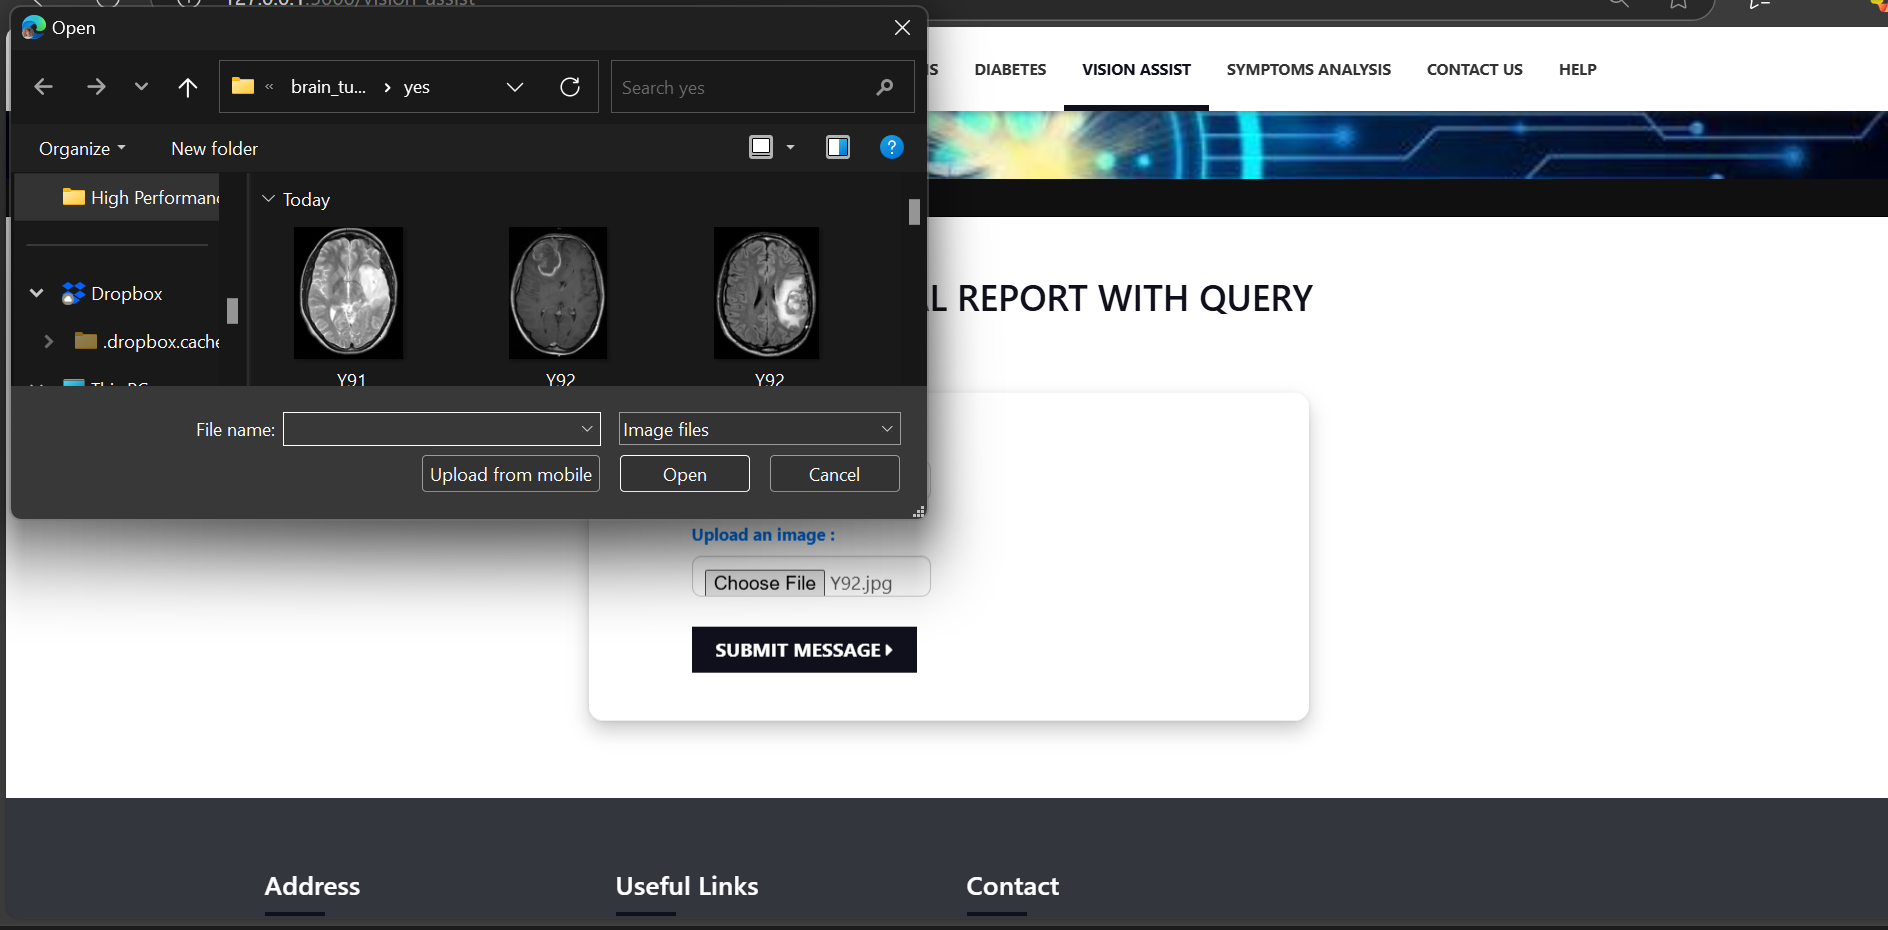 Open
brain_tu... › yes
Search yes
Organize
New folder
High Performan
Today
Dropbox
.dropbox.cache
Y91
Y92
Y92
File name:
Image files
Upload from mobile
Open
Cancel
DIABETES
VISION ASSIST
SYMPTOMS ANALYSIS
CONTACT US
HELP
L REPORT WITH QUERY
Upload an image :
Choose File Y92.jpg
SUBMIT MESSAGE
Address
Useful Links
Contact